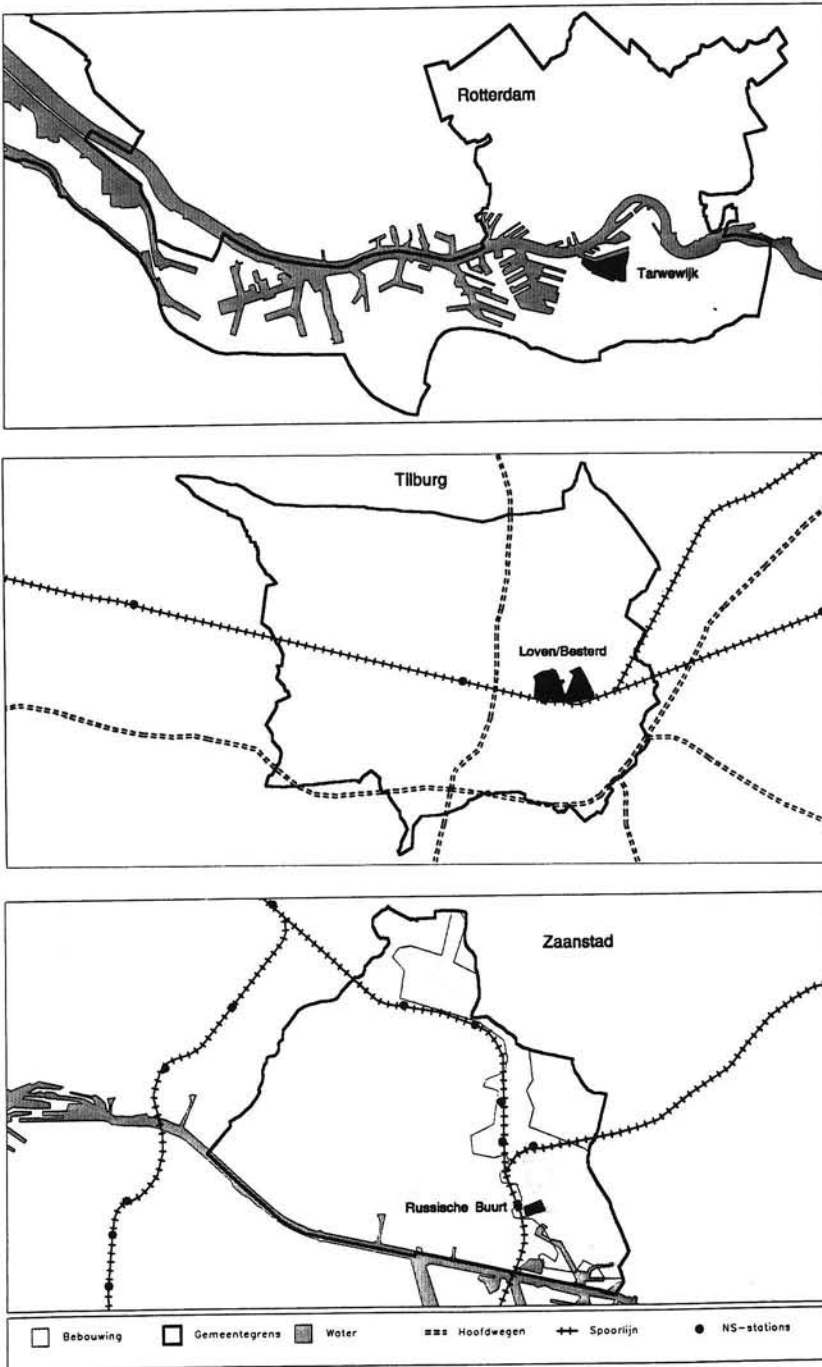 Rotterdam
Tarwewijk
Tilburg
Loven/Besterd
Zaanstad
Russische Buurt
Bebouwing Gemeentegrens Water Hoofdwegen Spoorlijn NS-stations